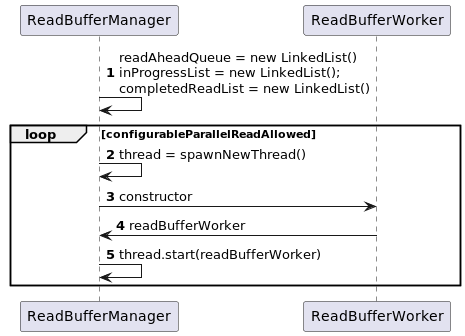 ReadBufferManager ReadBufferWorker
readAheadQueue = new LinkedList()
1 inProgressList = new LinkedList();
completedReadList = new LinkedList()
loop [configurableParallelReadAllowed]
2 thread = spawnNewThread()
3 constructor
4 readBufferWorker
5 thread.start(readBufferWorker)
ReadBufferManager ReadBufferWorker